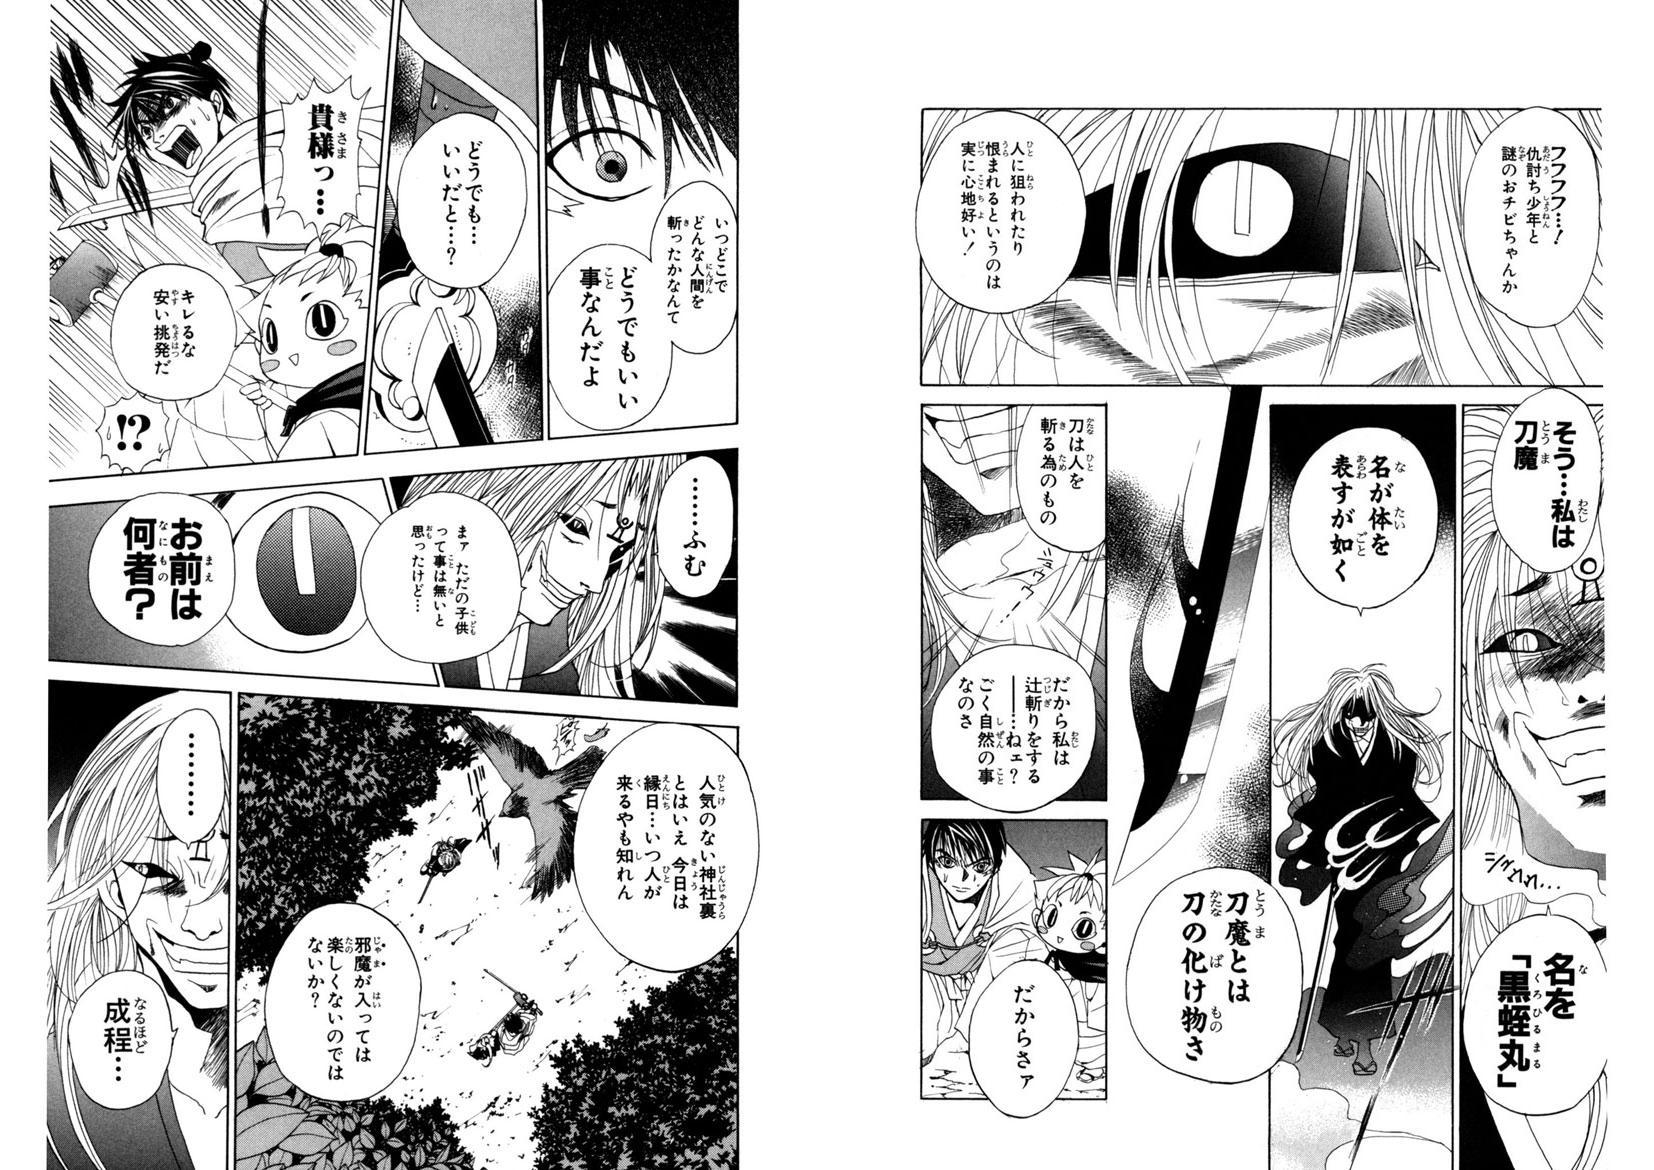 フフフフ…！
仇討ち少年と
謎のおチビちゃんか
人に狙われたり
恨まれるというのは
実に心地好い！
そう…私は
刀魔
名を
「黒蛭丸」
名が体を
表すが如く
刀魔とは
刀の化け物さ
刀は人を
斬る為のもの
だから私は
辻斬りをする
――…ねェ？
ごく自然の事
なのさ
だからさァ
いつどこで
どんな人間を
斬ったかなんて
どうでもいい
事なんだよ
どうでも…
いいだと…？
貴様っ…
キレるな
安い挑発だ
!?
………ふむ
まァ ただの子供
って事は無いと
思ったけど…
お前は
何者？
人気のない神社裏
とはいえ 今日は
縁日…いつ人が
来るやも知れん
邪魔が入っては
楽しくないのでは
ないか？
………
成程…